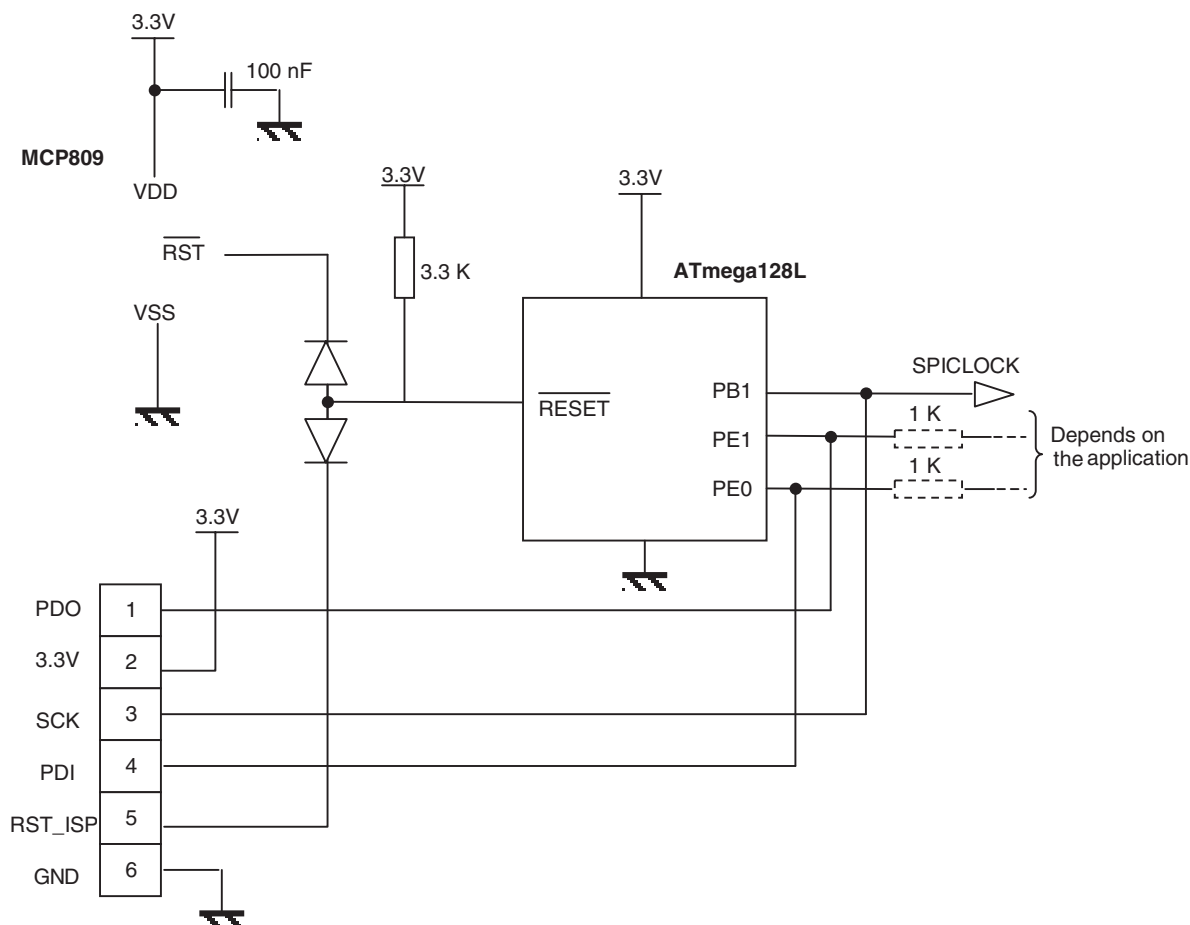 3.3V
100 nF
MCP809
VDD
3.3V
3.3V
RST
3.3 K
ATmega128L
VSS
SPICLOCK
PB1
RESET
1 K
PE1
Depends on
the application
1 K
PE0
3.3V
PDO 1
3.3V 2
SCK 3
PDI 4
RST_ISP 5
GND 6